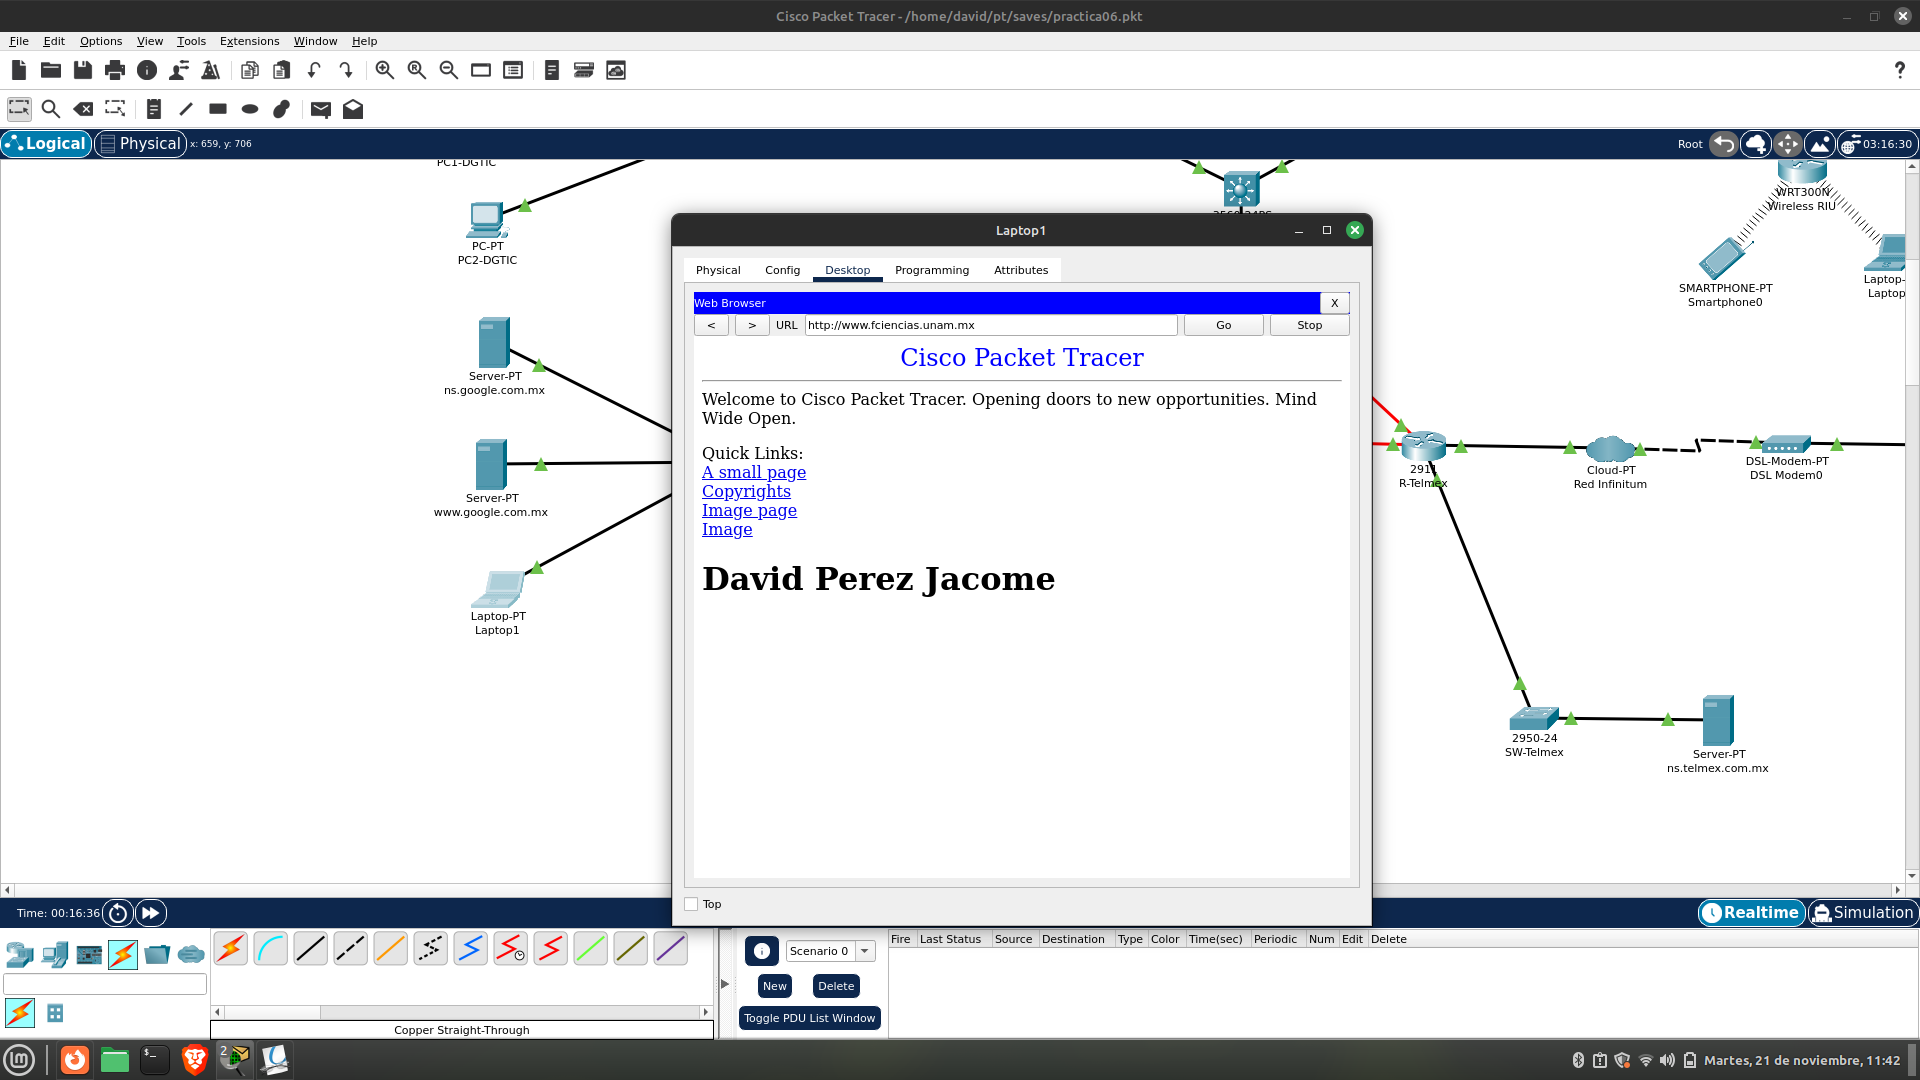 Cisco Packet Tracer - /home/david/pt/saves/practica06.pkt
File Edit Options View Tools Extensions Window Help
?
Logical Physical x: 659, y: 706 Root 03:16:30
PC1-DGTIC
PC-PT
PC2-DGTIC
Server-PT
ns.google.com.mx
Server-PT
www.google.com.mx
Laptop-PT
Laptop1
WRT300N
Wireless RIU
SMARTPHONE-PT
Smartphone0
Laptop-
Laptop
2911
R-Telmex
Cloud-PT
Red Infinitum
DSL-Modem-PT
DSL Modem0
2950-24
SW-Telmex
Server-PT
ns.telmex.com.mx
Laptop1
Physical Config Desktop Programming Attributes
Web Browser X
< > URL http://www.fciencias.unam.mx Go Stop
Cisco Packet Tracer
Welcome to Cisco Packet Tracer. Opening doors to new opportunities. Mind
Wide Open.
Quick Links:
A small page
Copyrights
Image page
Image
David Perez Jacome
Top
Time: 00:16:36 Realtime Simulation
Scenario 0
New Delete
Toggle PDU List Window
Fire Last Status Source Destination Type Color Time(sec) Periodic Num Edit Delete
Copper Straight-Through
2
Martes, 21 de noviembre, 11:42